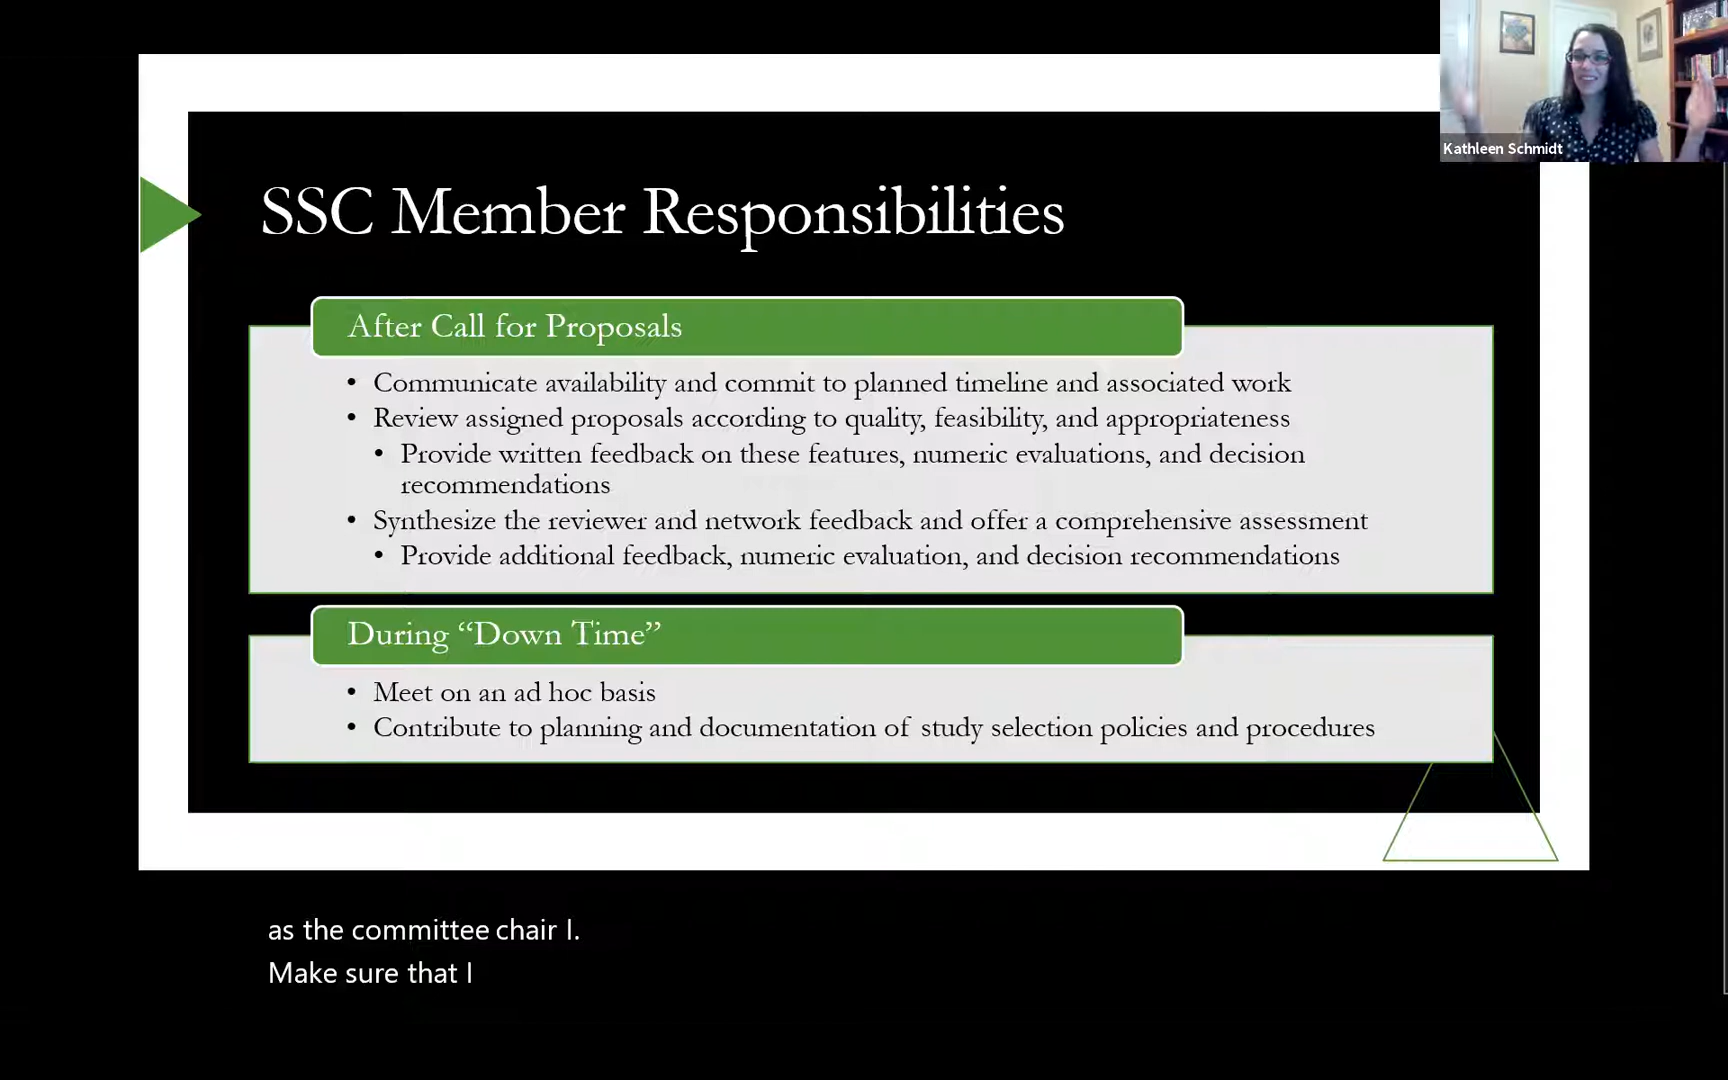 Kathleen Schmidt
SSC Member Responsibilities
After Call for Proposals
• Communicate availability and commit to planned timeline and associated work
• Review assigned proposals according to quality, feasibility, and appropriateness
• Provide written feedback on these features, numeric evaluations, and decision
recommendations
• Synthesize the reviewer and network feedback and offer a comprehensive assessment
• Provide additional feedback, numeric evaluation, and decision recommendations
During “Down Time”
• Meet on an ad hoc basis
• Contribute to planning and documentation of study selection policies and procedures
as the committee chair I.
Make sure that I